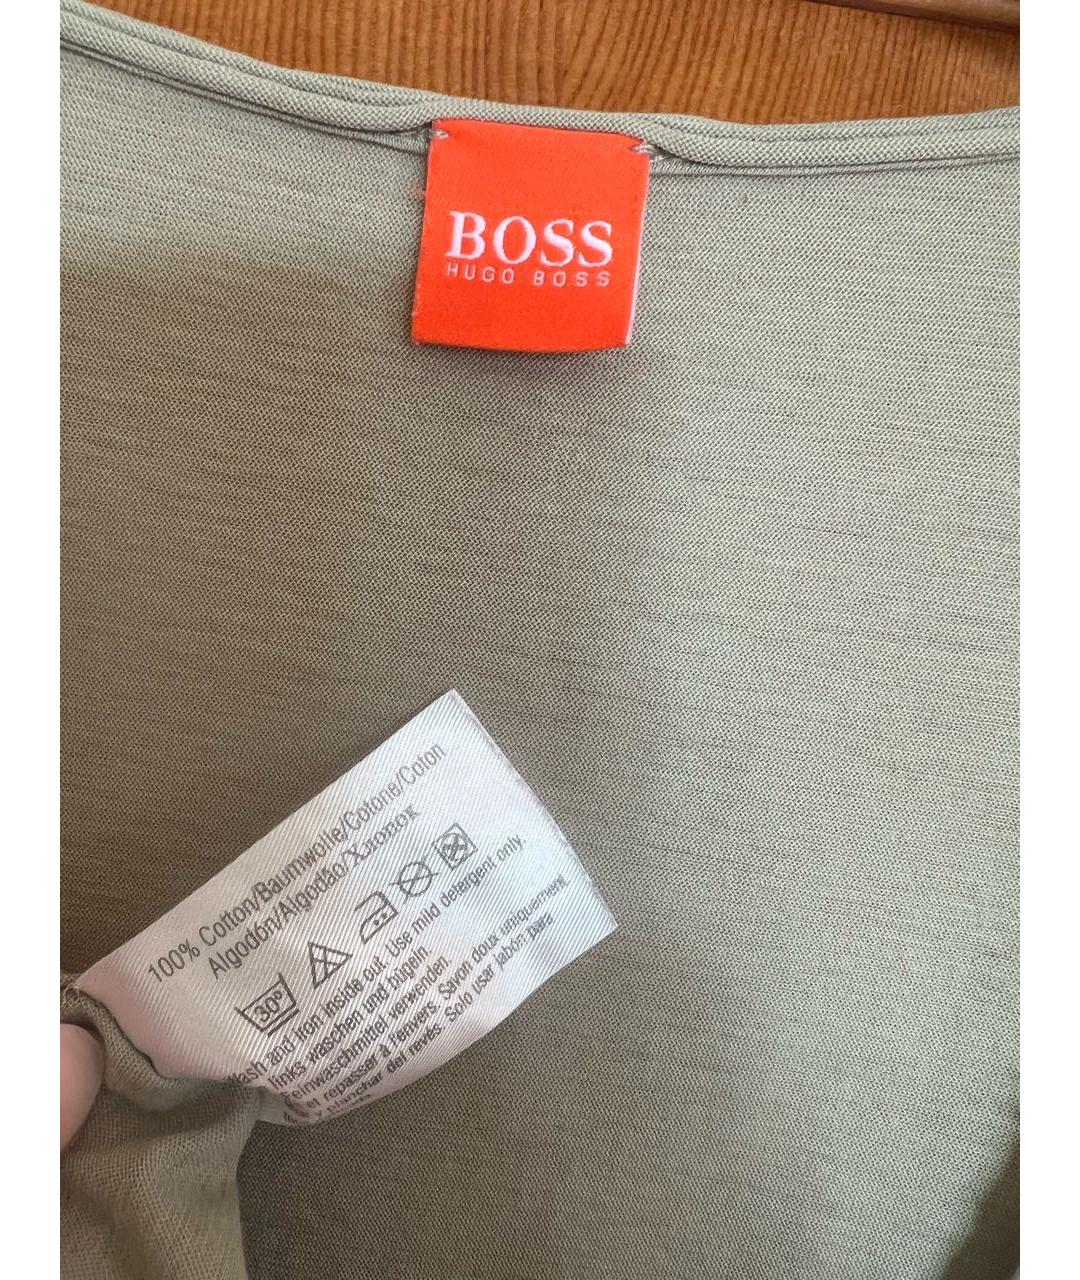 BOSS
HUGO BOSS
100% Cotton/Baumwolle/Cotone/Coton
Algodón/Algodão/Хлопок
30°
and iron inside out. Use mild detergent only.
links waschen und bügeln.
Feinwaschmittel verwenden.
et repasser à l'envers. Savon doux uniquement.
y planchar del revés. Solo usar jabón para